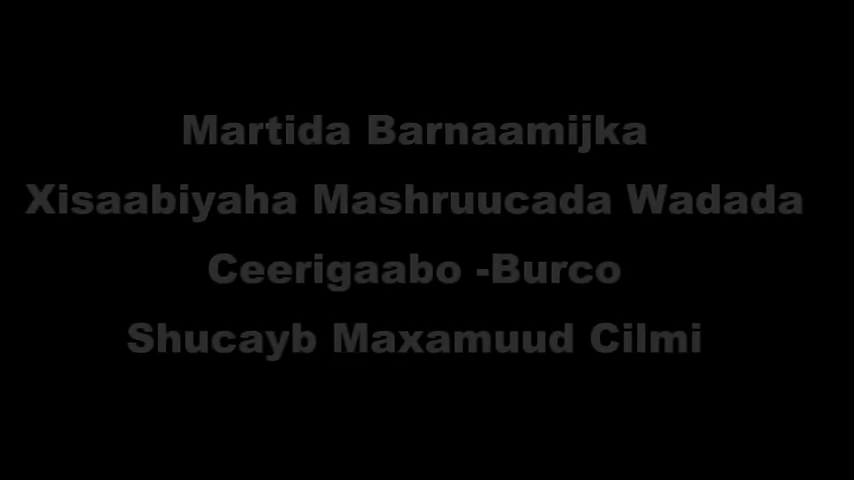 Martida Barnaamijka
Xisaabiyaha Mashruucada Wadada
Ceerigaabo -Burco
Shucayb Maxamuud Cilmi